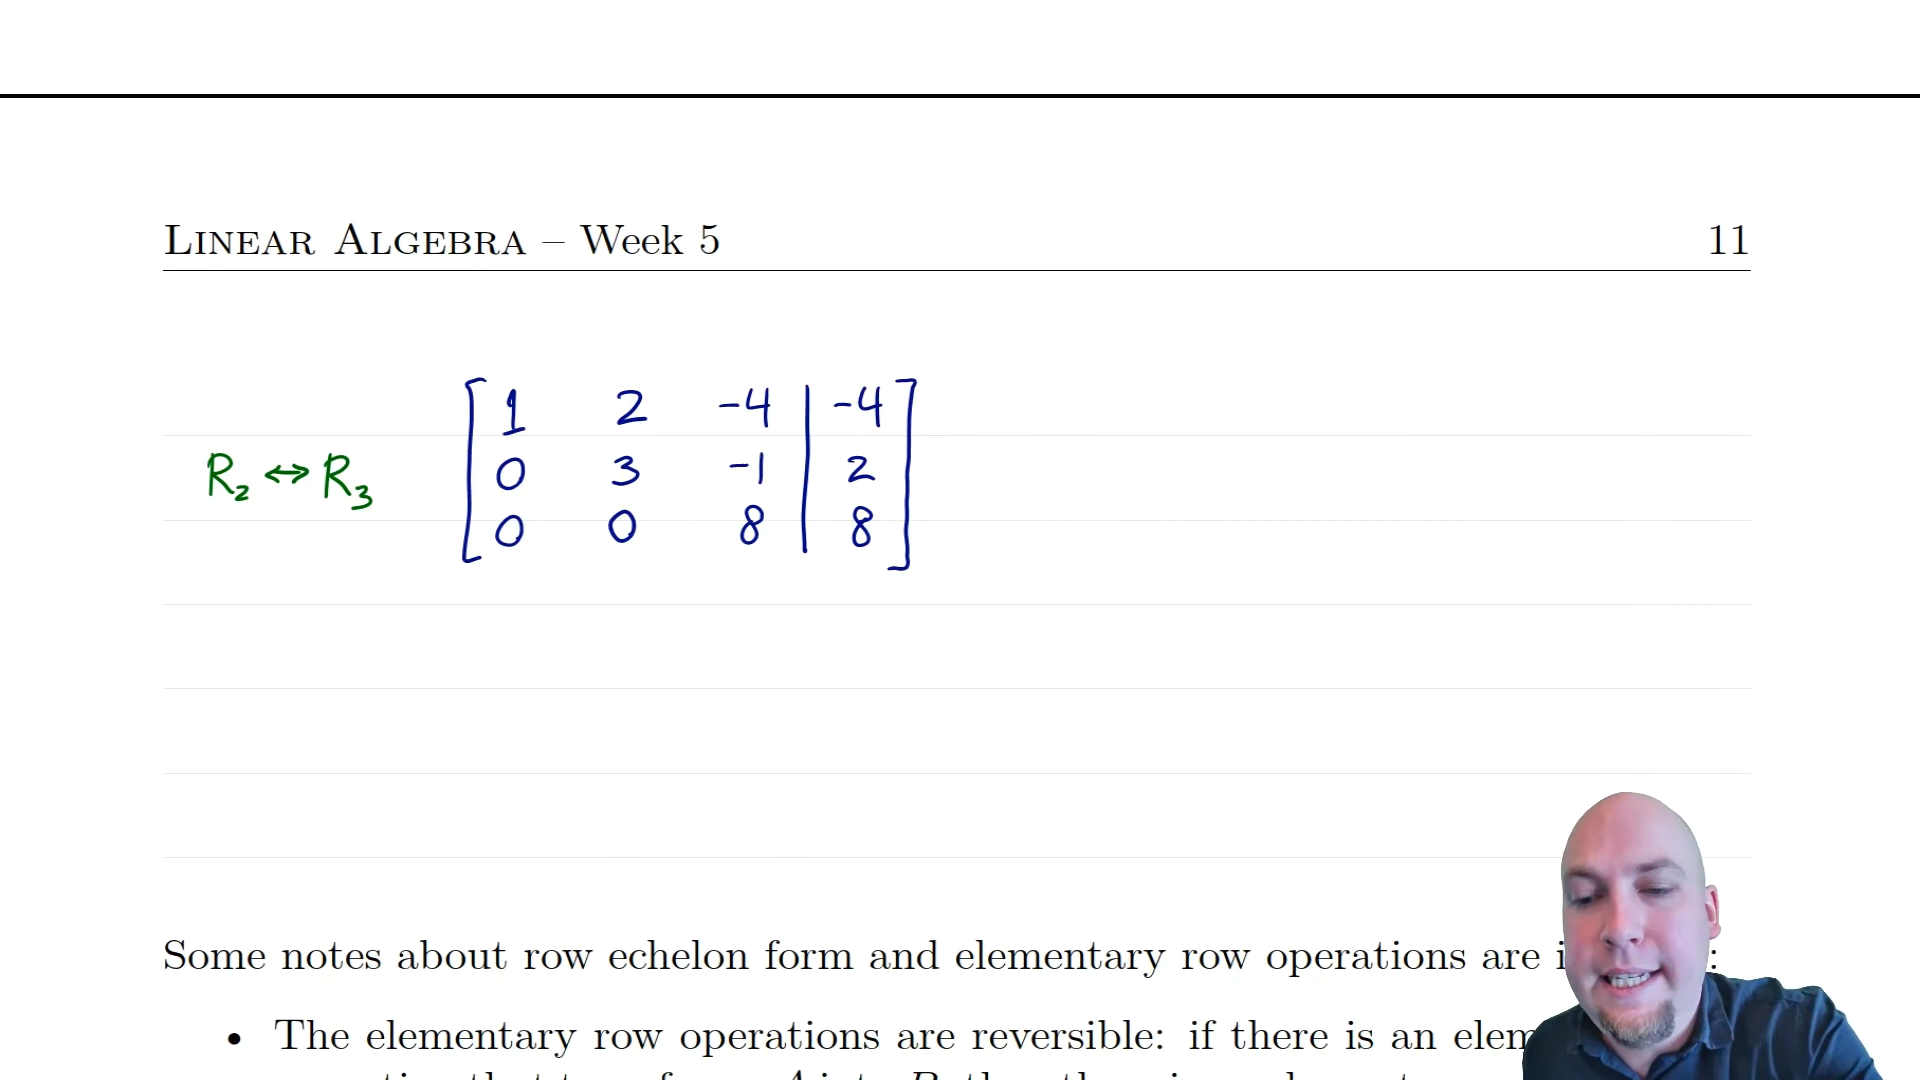 LINEAR ALGEBRA – Week 5 11
1 2 -4 | -4
R₂ ↔ R₃ 0 3 -1 | 2
0 0 8 | 8
Some notes about row echelon form and elementary row operations are :
• The elementary row operations are reversible: if there is an